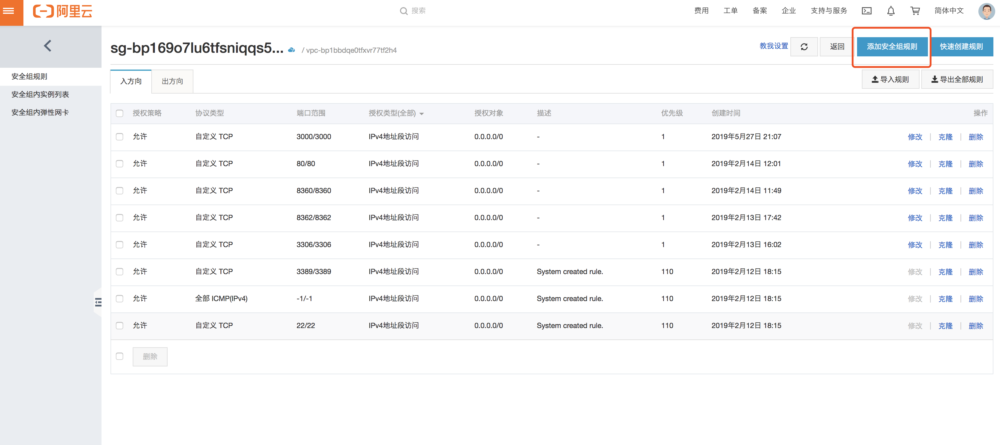 阿里云
搜索
费用 工单 备案 企业 支持与服务 简体中文
sg-bp169o7lu6tfsniqqs5... / vpc-bp1bbdqe0tfxvr77tf2h4
教我设置 返回 添加安全组规则 快速创建规则
安全组规则
安全组内实例列表
安全组内弹性网卡
入方向 出方向 导入规则 导出全部规则
授权策略 协议类型 端口范围 授权类型(全部) 授权对象 描述 优先级 创建时间 操作
允许 自定义 TCP 3000/3000 IPv4地址段访问 0.0.0.0/0 - 1 2019年5月27日 21:07 修改 | 克隆 | 删除
允许 自定义 TCP 80/80 IPv4地址段访问 0.0.0.0/0 - 1 2019年2月14日 12:01 修改 | 克隆 | 删除
允许 自定义 TCP 8360/8360 IPv4地址段访问 0.0.0.0/0 - 1 2019年2月14日 11:49 修改 | 克隆 | 删除
允许 自定义 TCP 8362/8362 IPv4地址段访问 0.0.0.0/0 - 1 2019年2月13日 17:42 修改 | 克隆 | 删除
允许 自定义 TCP 3306/3306 IPv4地址段访问 0.0.0.0/0 - 1 2019年2月13日 16:02 修改 | 克隆 | 删除
允许 自定义 TCP 3389/3389 IPv4地址段访问 0.0.0.0/0 System created rule. 110 2019年2月12日 18:15 修改 | 克隆 | 删除
允许 全部 ICMP(IPv4) -1/-1 IPv4地址段访问 0.0.0.0/0 System created rule. 110 2019年2月12日 18:15 修改 | 克隆 | 删除
允许 自定义 TCP 22/22 IPv4地址段访问 0.0.0.0/0 System created rule. 110 2019年2月12日 18:15 修改 | 克隆 | 删除
删除